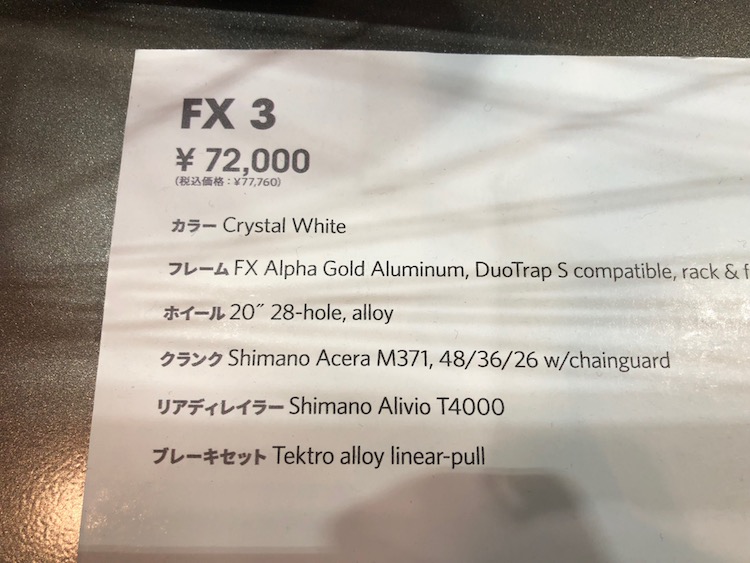 FX 3
¥ 72,000
(税込価格：¥77,760)
カラー Crystal White
フレーム FX Alpha Gold Aluminum, DuoTrap S compatible, rack &
ホイール 20˝ 28-hole, alloy
クランク Shimano Acera M371, 48/36/26 w/chainguard
リアディレイラー Shimano Alivio T4000
ブレーキセット Tektro alloy linear-pull